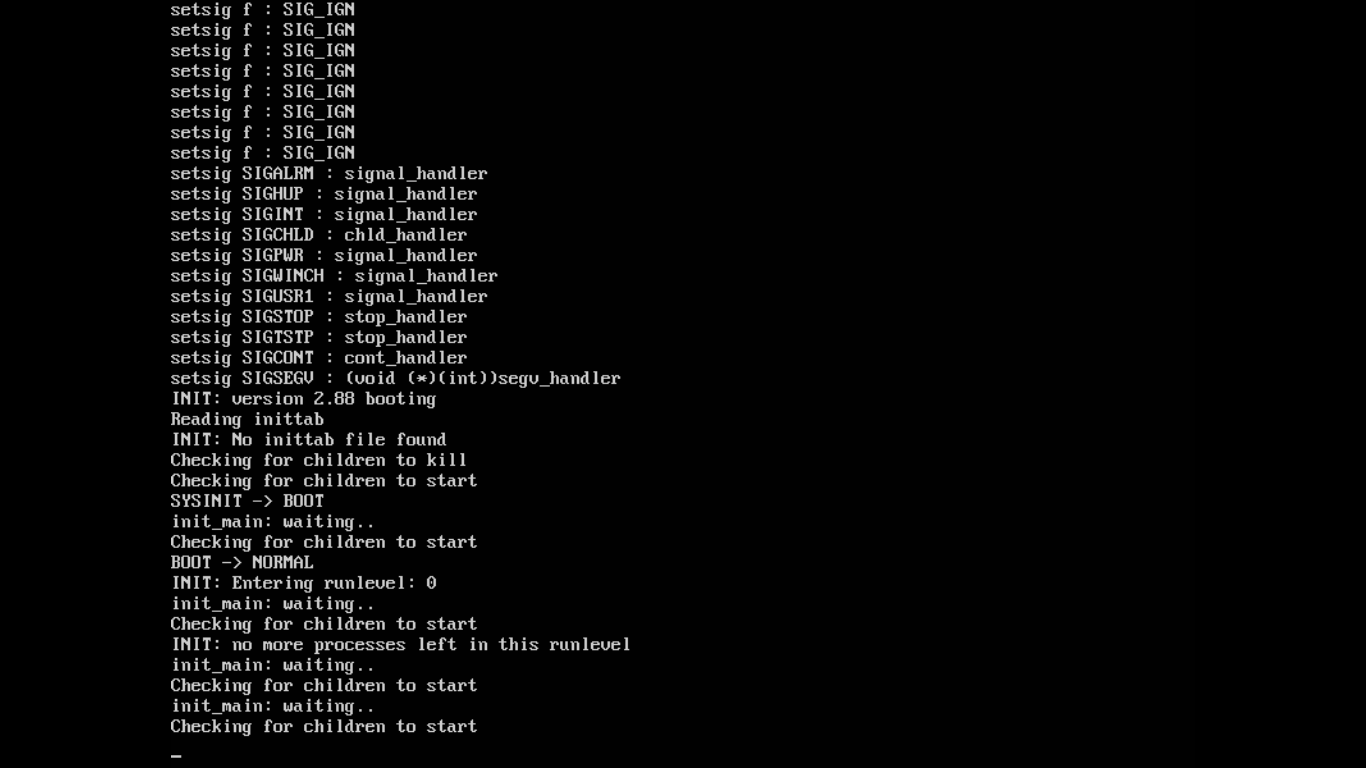 setsig f : SIG_IGN
setsig f : SIG_IGN
setsig f : SIG_IGN
setsig f : SIG_IGN
setsig f : SIG_IGN
setsig f : SIG_IGN
setsig f : SIG_IGN
setsig f : SIG_IGN
setsig SIGALRM : signal_handler
setsig SIGHUP : signal_handler
setsig SIGINT : signal_handler
setsig SIGCHLD : chld_handler
setsig SIGPWR : signal_handler
setsig SIGWINCH : signal_handler
setsig SIGUSR1 : signal_handler
setsig SIGSTOP : stop_handler
setsig SIGTSTP : stop_handler
setsig SIGCONT : cont_handler
setsig SIGSEGV : (void (*)(int))segv_handler
INIT: version 2.88 booting
Reading inittab
INIT: No inittab file found
Checking for children to kill
Checking for children to start
SYSINIT -> BOOT
init_main: waiting..
Checking for children to start
BOOT -> NORMAL
INIT: Entering runlevel: 0
init_main: waiting..
Checking for children to start
INIT: no more processes left in this runlevel
init_main: waiting..
Checking for children to start
init_main: waiting..
Checking for children to start
_